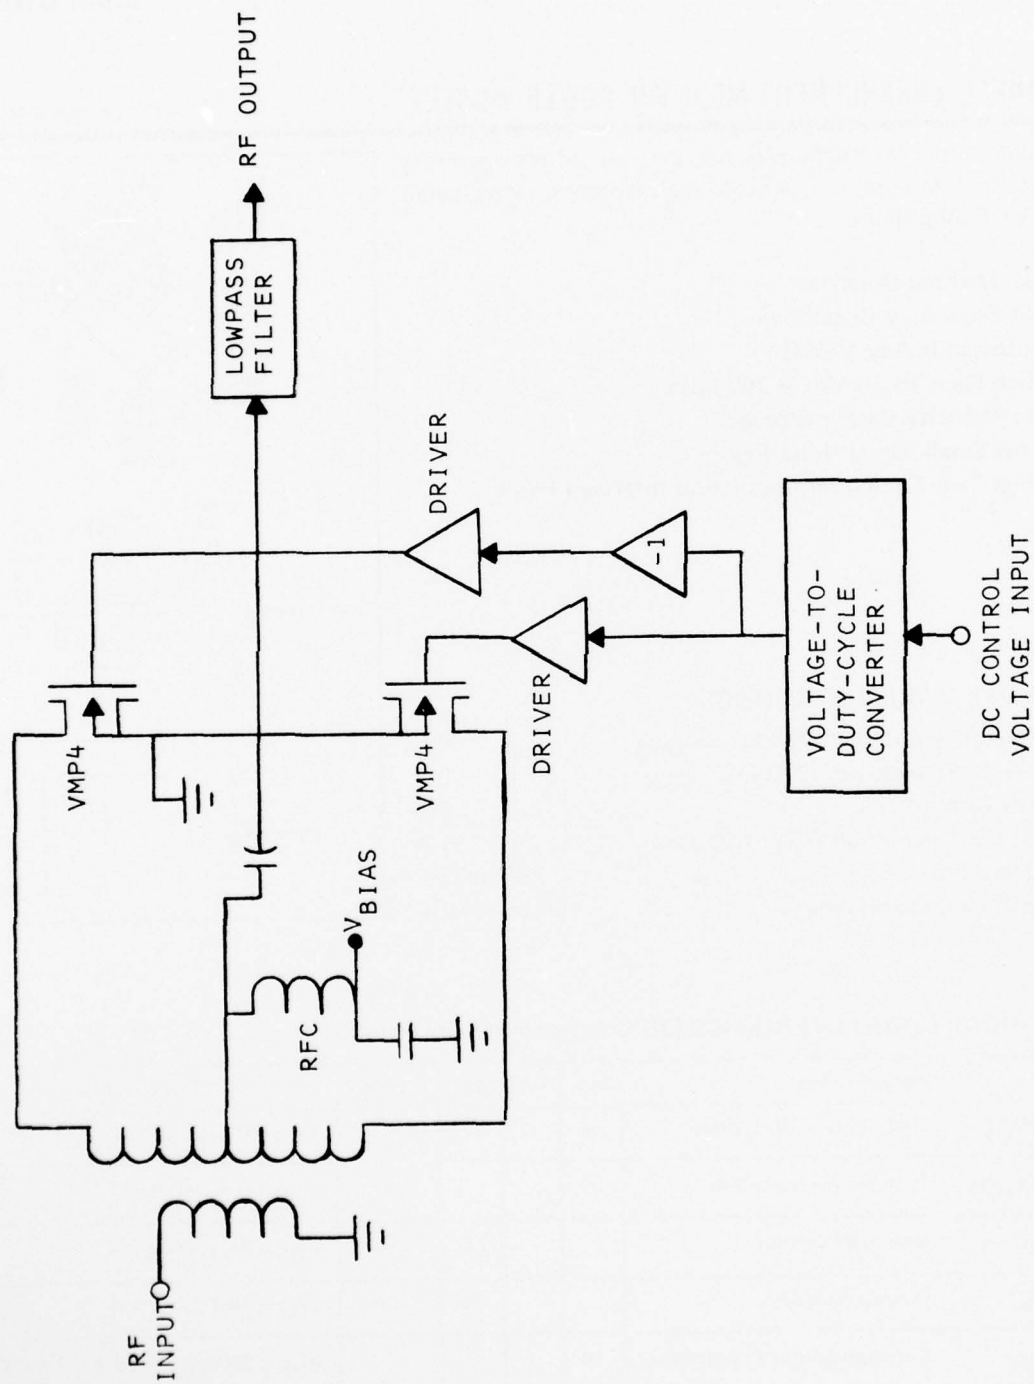 RF
INPUT
RFC
V BIAS
VMP4
VMP4
DRIVER
DRIVER
-1
VOLTAGE-TO-
DUTY-CYCLE
CONVERTER
DC CONTROL
VOLTAGE INPUT
LOWPASS
FILTER
RF OUTPUT